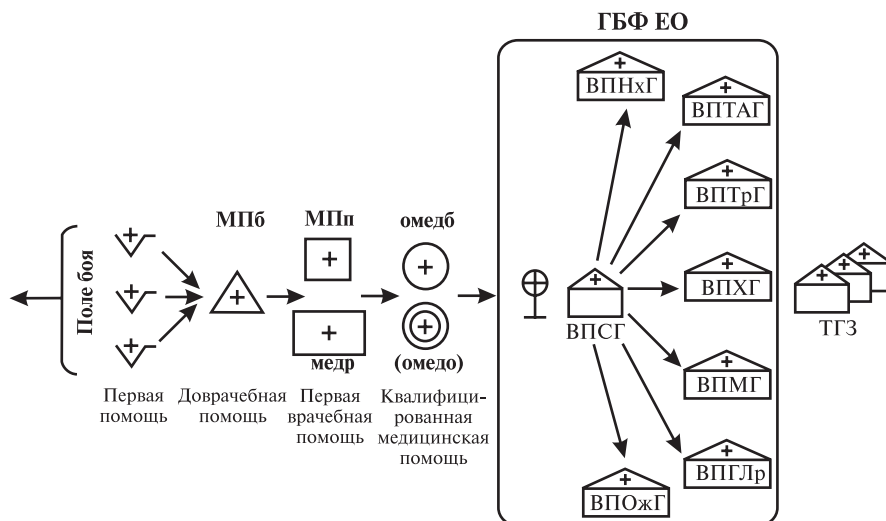 ГБФ ЕО
ВПНхГ
ВПТАГ
ВПТрГ
МПб
МПп
омедб
Поле боя
ВПХГ
ВПСГ
ТГЗ
медр
(омедо)
ВПМГ
Первая
помощь
Доврачебная
помощь
Первая
врачебная
помощь
Квалифици-
рованная
медицинская
помощь
ВПГЛр
ВПОжГ